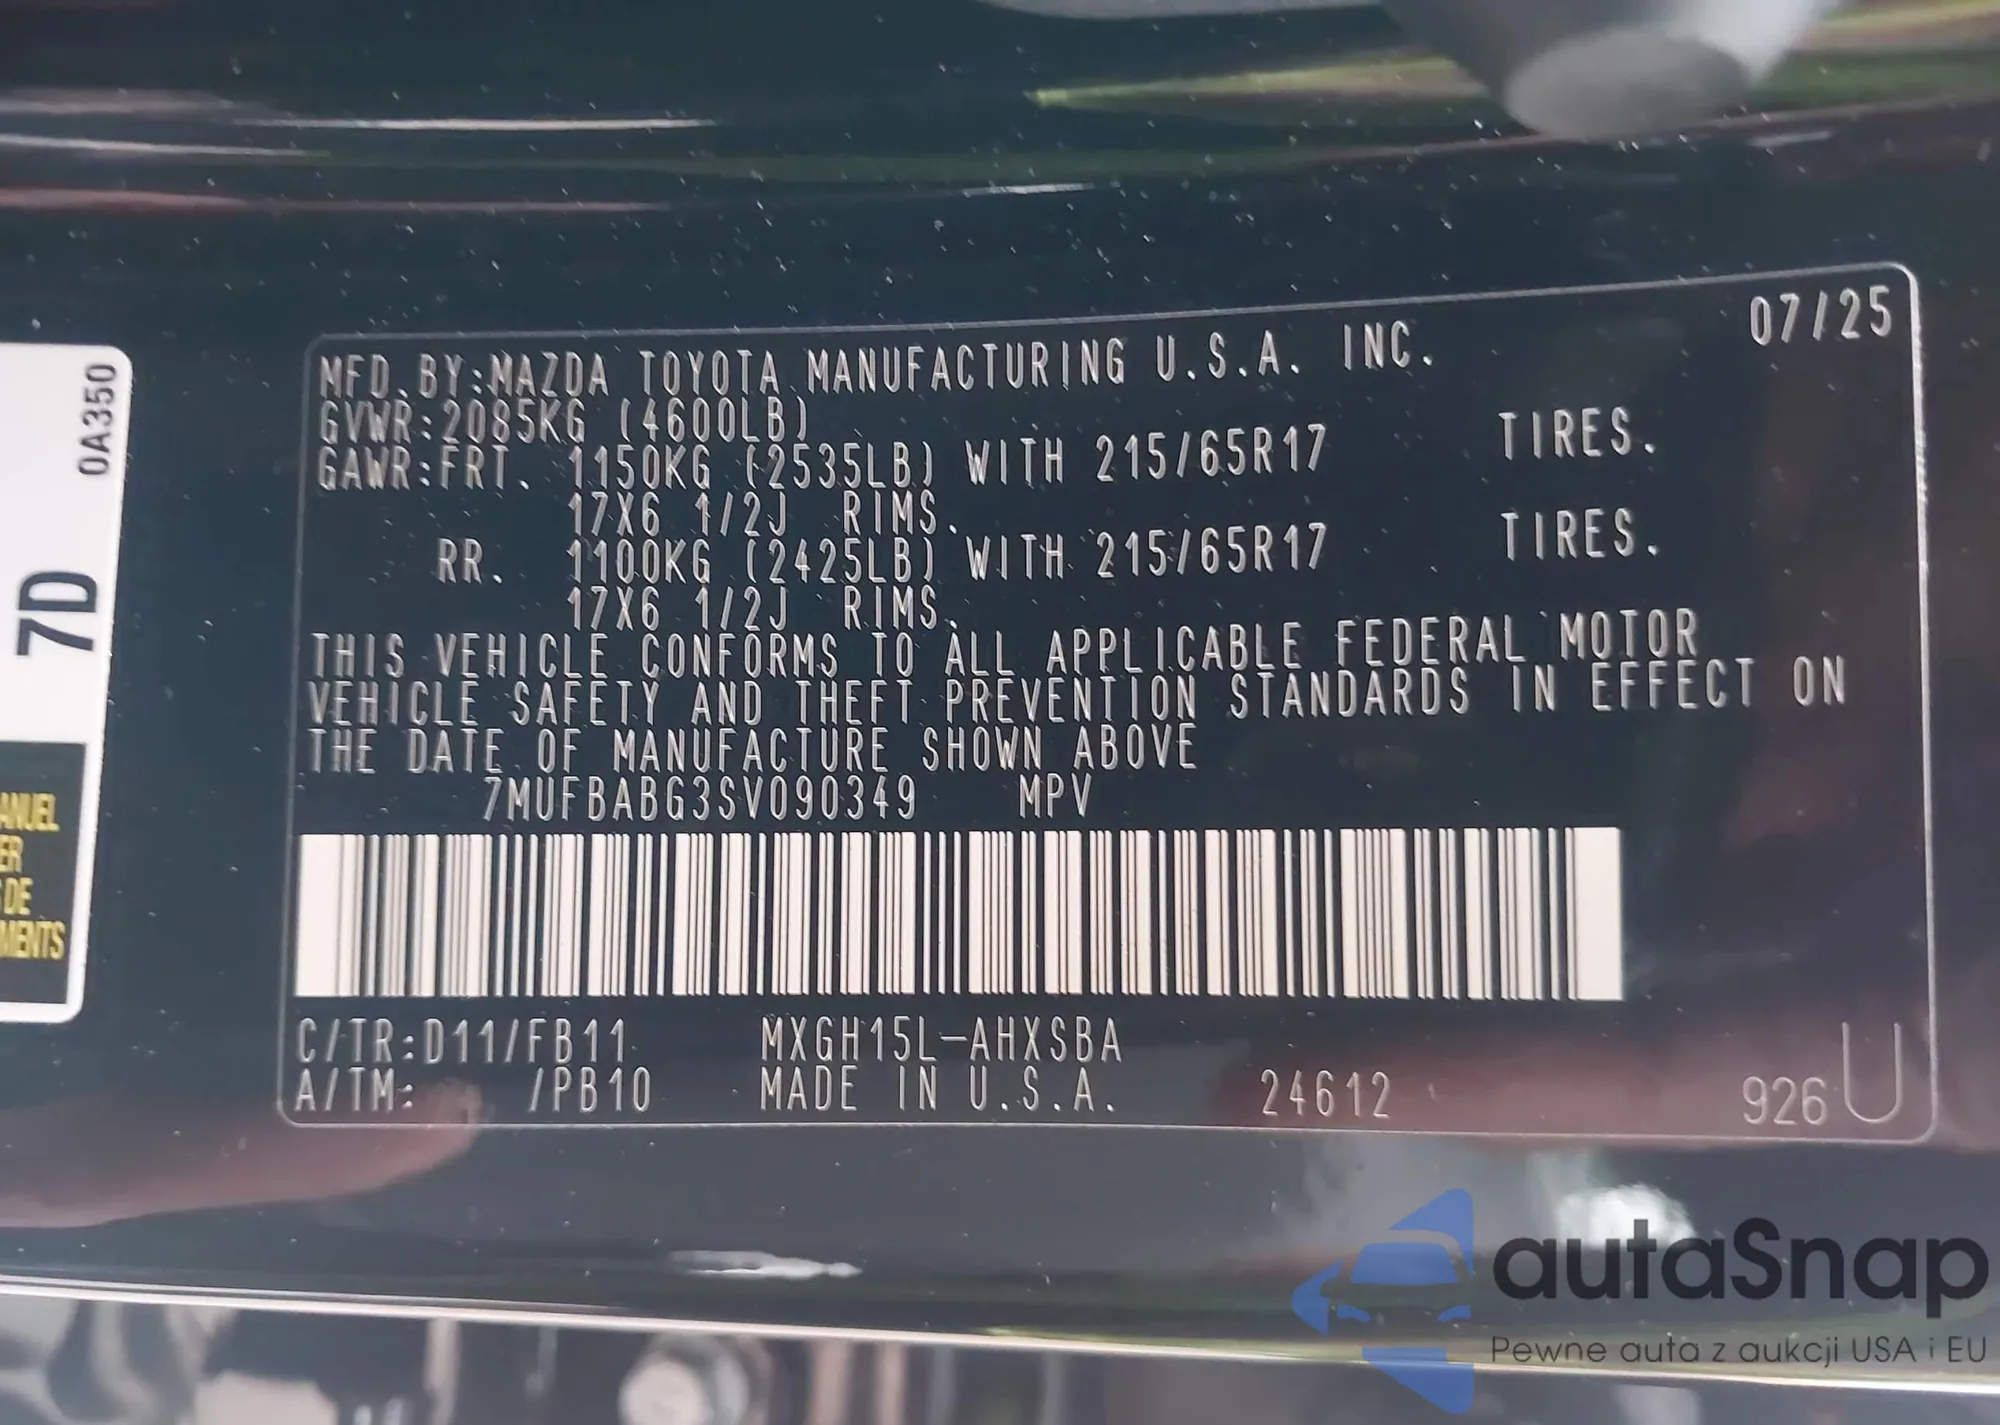 0A350
7D
ANUEL
ER
DE
MENTS
07/25
MFD.BY:MAZDA TOYOTA MANUFACTURING U.S.A. INC.
GVWR:2085KG (4600LB)
GAWR:FRT. 1150KG (2535LB) WITH 215/65R17 TIRES.
17X6 1/2J RIMS.
RR. 1100KG (2425LB) WITH 215/65R17 TIRES.
17X6 1/2J RIMS.
THIS VEHICLE CONFORMS TO ALL APPLICABLE FEDERAL MOTOR
VEHICLE SAFETY AND THEFT PREVENTION STANDARDS IN EFFECT ON
THE DATE OF MANUFACTURE SHOWN ABOVE
7MUFBABG3SV090349 MPV
C/TR:D11/FB11 MXGH15L-AHXSBA
A/TM: /PB10 MADE IN U.S.A. 24612 926 U
autaSnap
Pewne auta z aukcji USA i EU